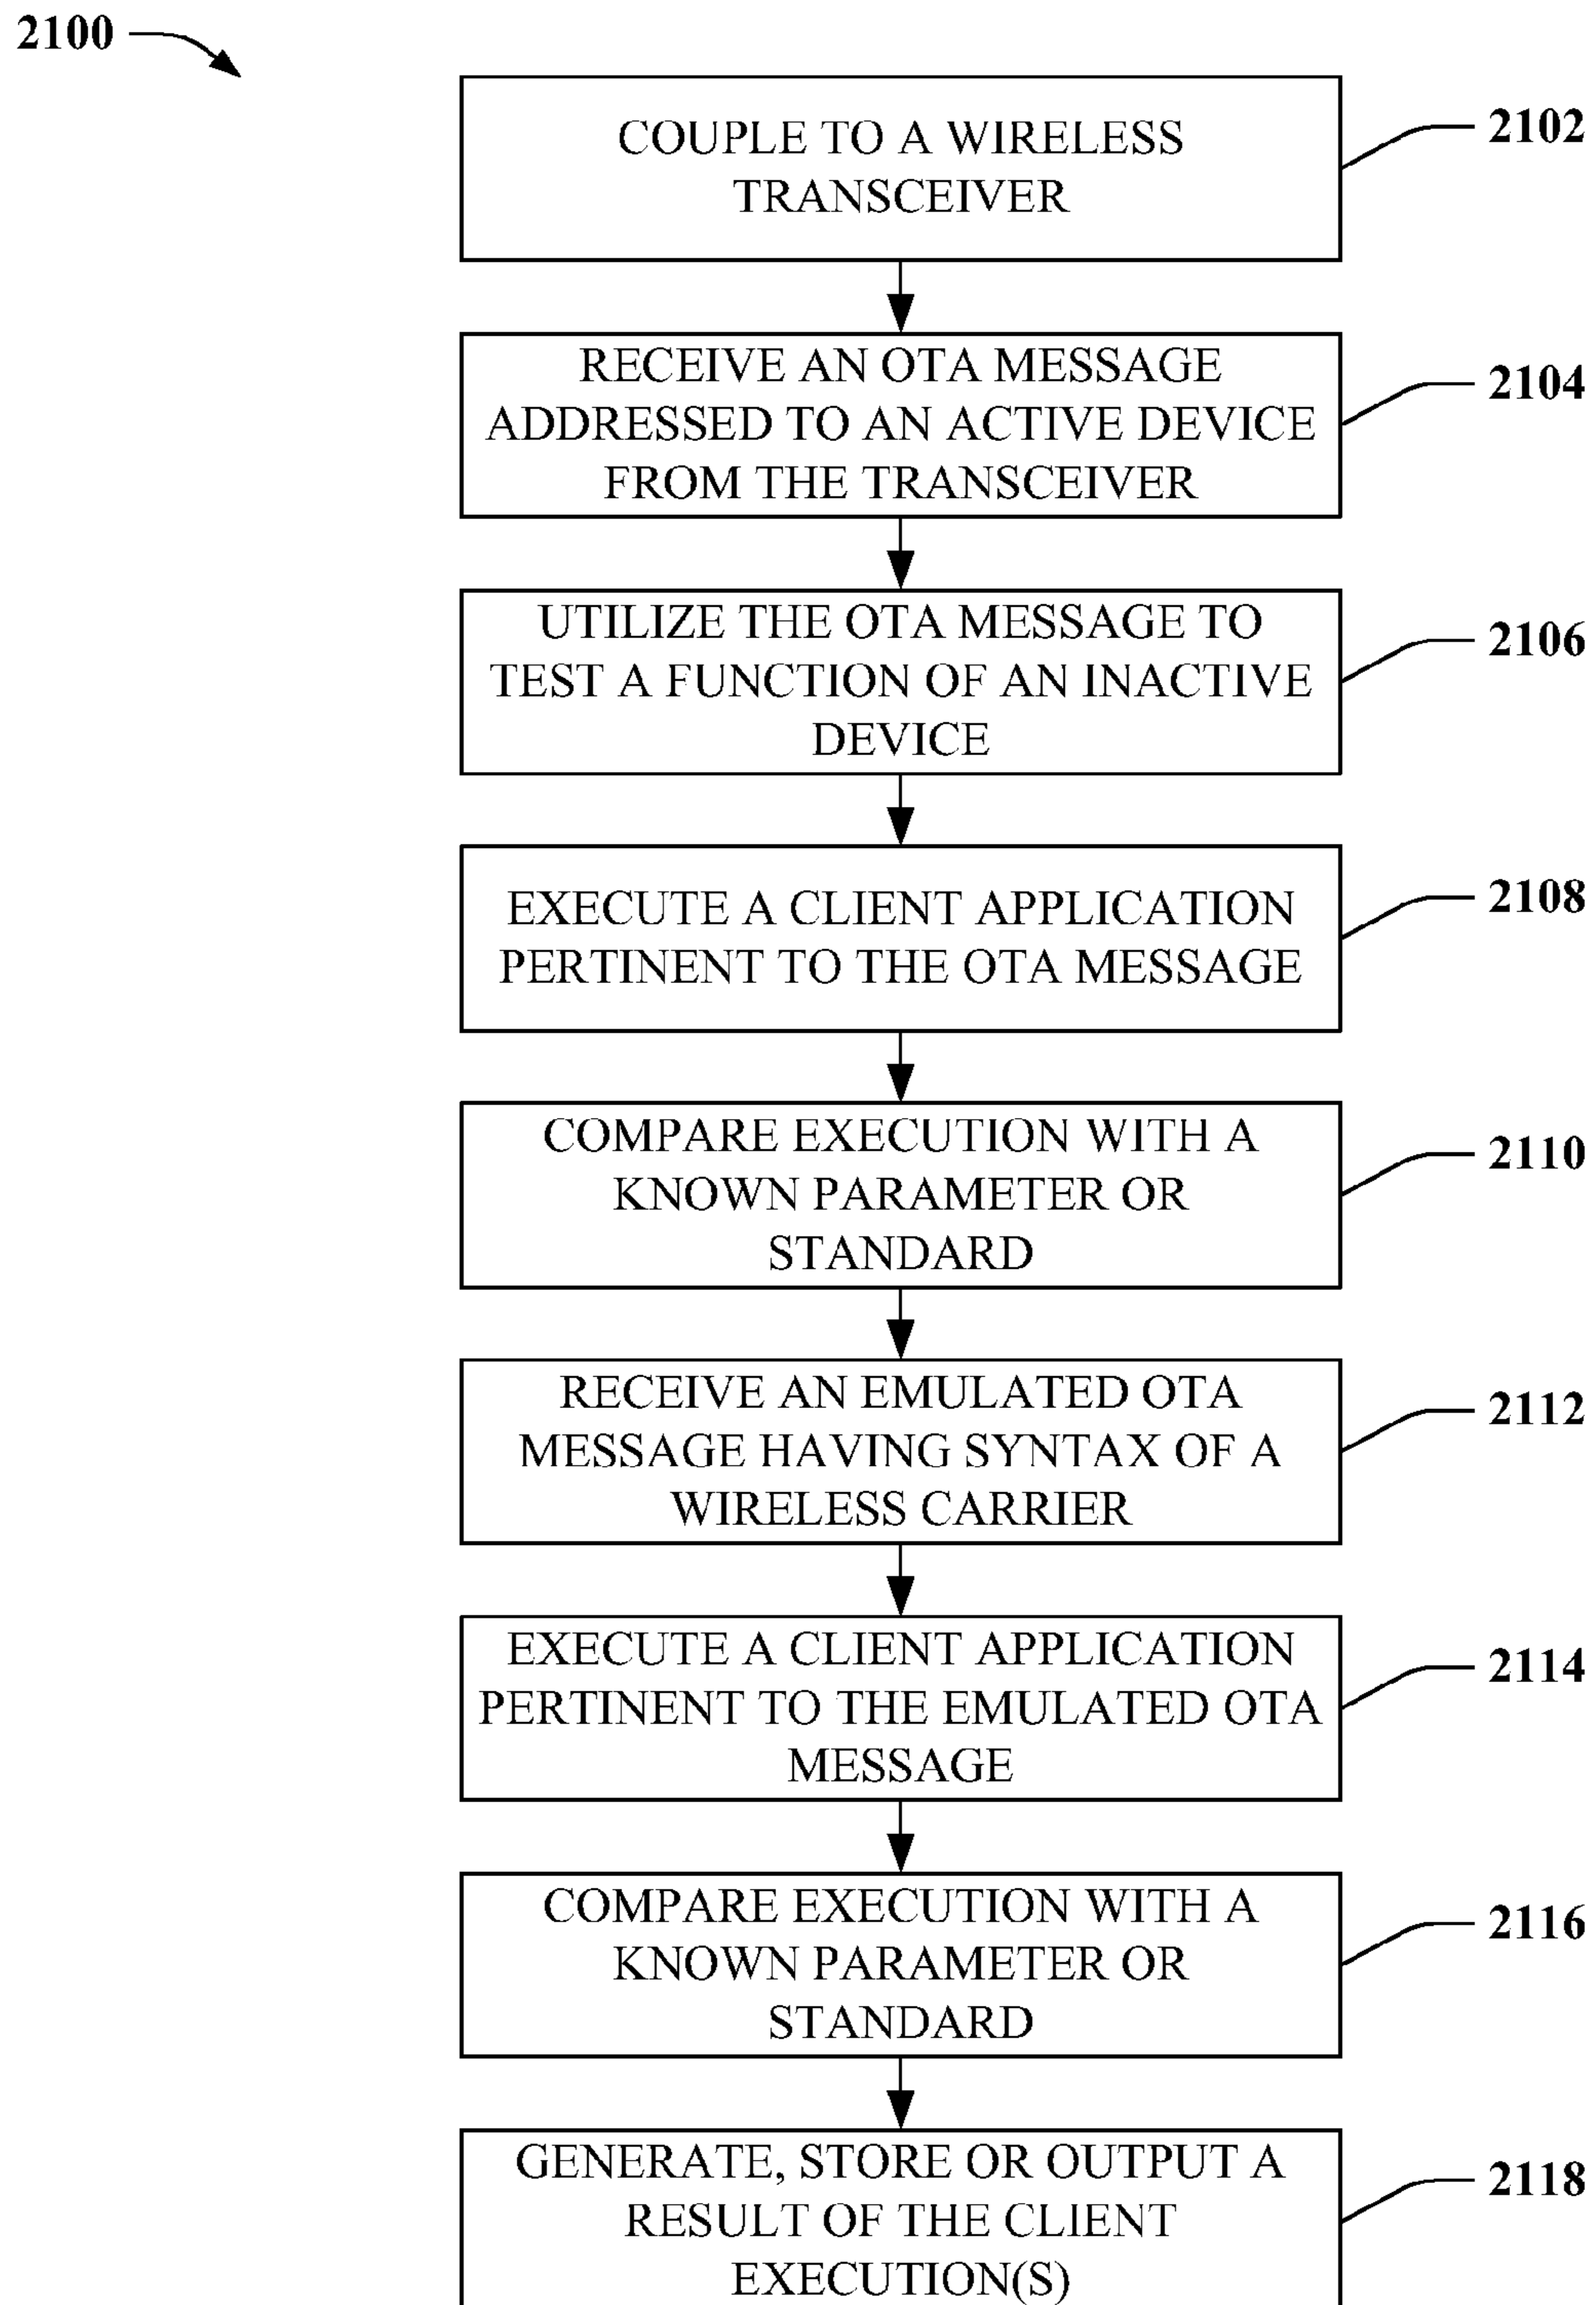 2100
COUPLE TO A WIRELESS
TRANSCEIVER
2102
RECEIVE AN OTA MESSAGE
ADDRESSED TO AN ACTIVE DEVICE
FROM THE TRANSCEIVER
2104
UTILIZE THE OTA MESSAGE TO
TEST A FUNCTION OF AN INACTIVE
DEVICE
2106
EXECUTE A CLIENT APPLICATION
PERTINENT TO THE OTA MESSAGE
2108
COMPARE EXECUTION WITH A
KNOWN PARAMETER OR
STANDARD
2110
RECEIVE AN EMULATED OTA
MESSAGE HAVING SYNTAX OF A
WIRELESS CARRIER
2112
EXECUTE A CLIENT APPLICATION
PERTINENT TO THE EMULATED OTA
MESSAGE
2114
COMPARE EXECUTION WITH A
KNOWN PARAMETER OR
STANDARD
2116
GENERATE, STORE OR OUTPUT A
RESULT OF THE CLIENT
EXECUTION(S)
2118